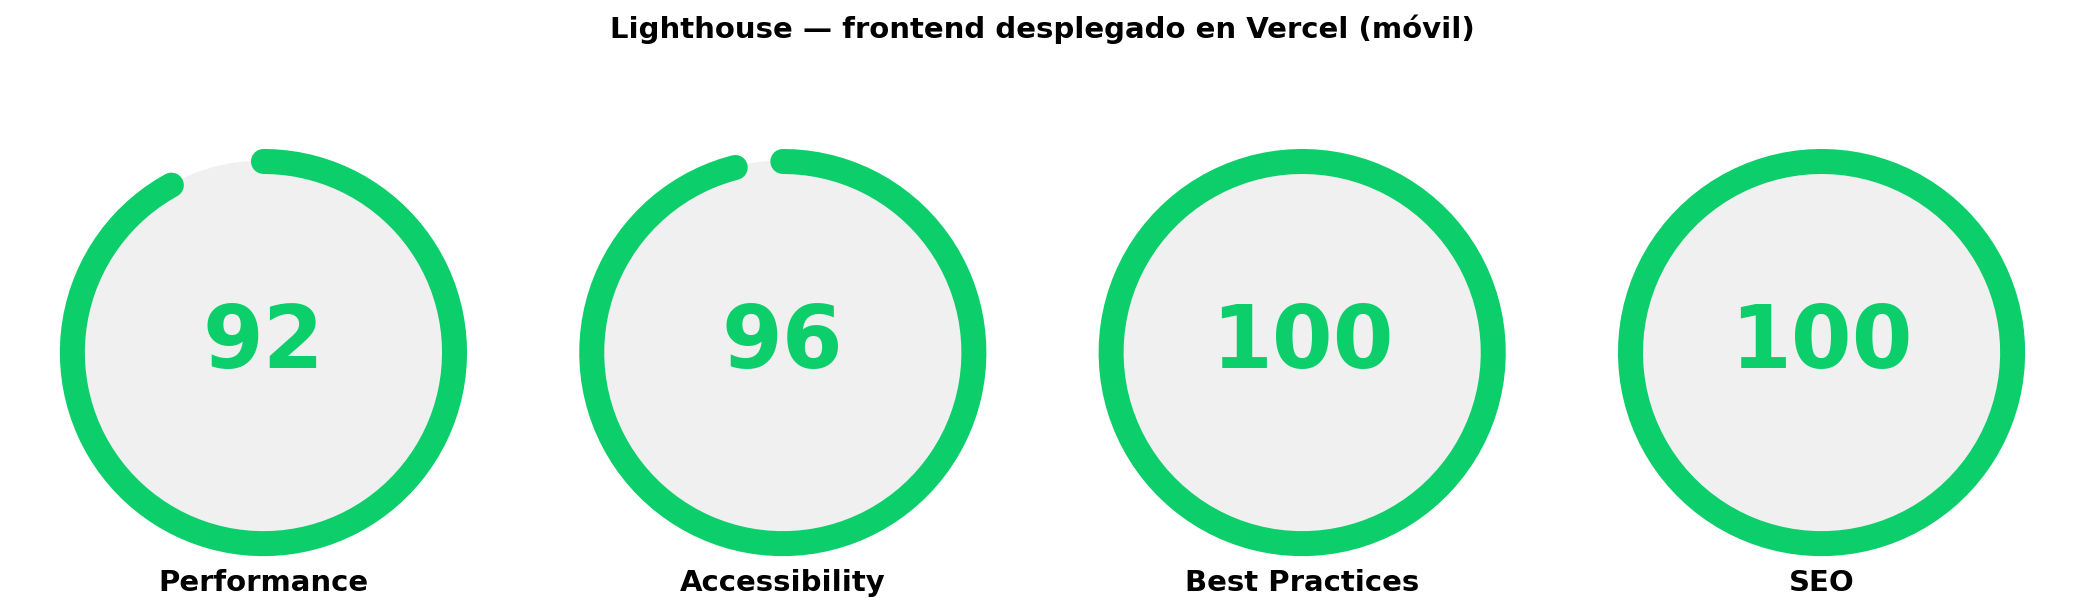 Lighthouse — frontend desplegado en Vercel (móvil)
92
96
100
100
Performance
Accessibility
Best Practices
SEO